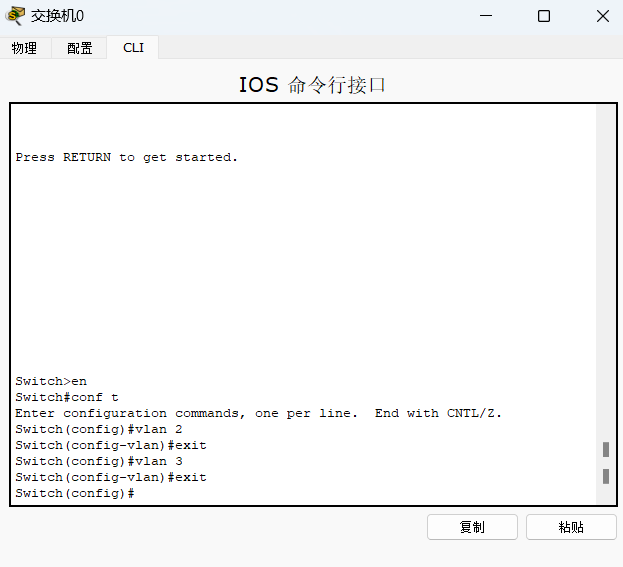 交换机0
物理 配置 CLI
IOS 命令行接口
Press RETURN to get started.
Switch>en
Switch#conf t
Enter configuration commands, one per line.  End with CNTL/Z.
Switch(config)#vlan 2
Switch(config-vlan)#exit
Switch(config)#vlan 3
Switch(config-vlan)#exit
Switch(config)#
复制 粘贴